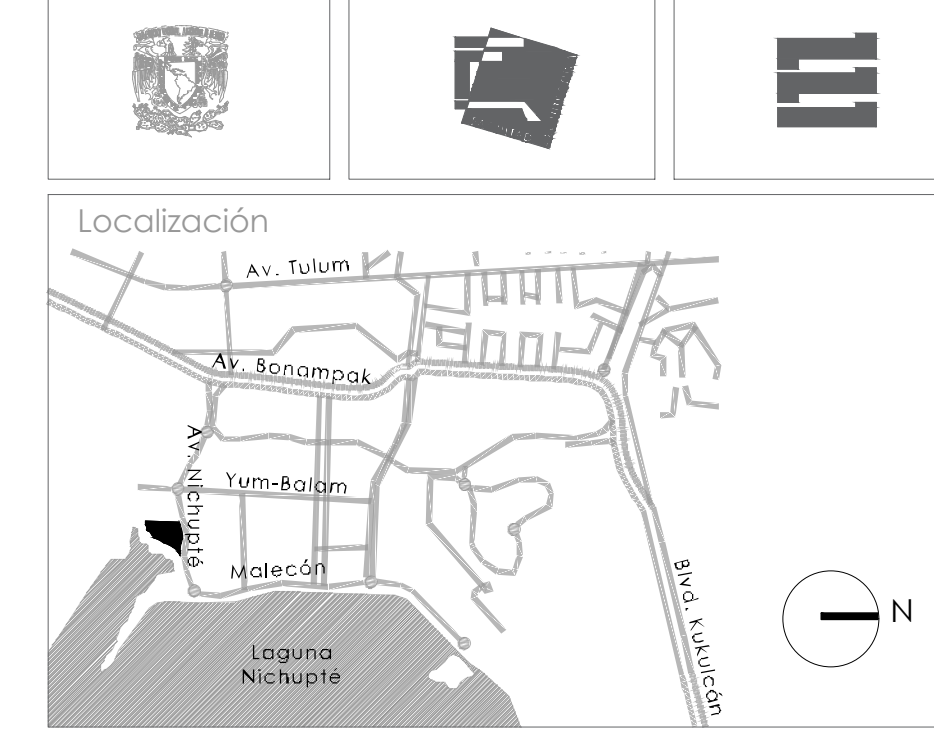 Localización
Av. Tulum
Av. Bonampak
Av. Nichupté
Yum-Balam
Malecón
Blvd. Kukulcán
N
Laguna
Nichupté